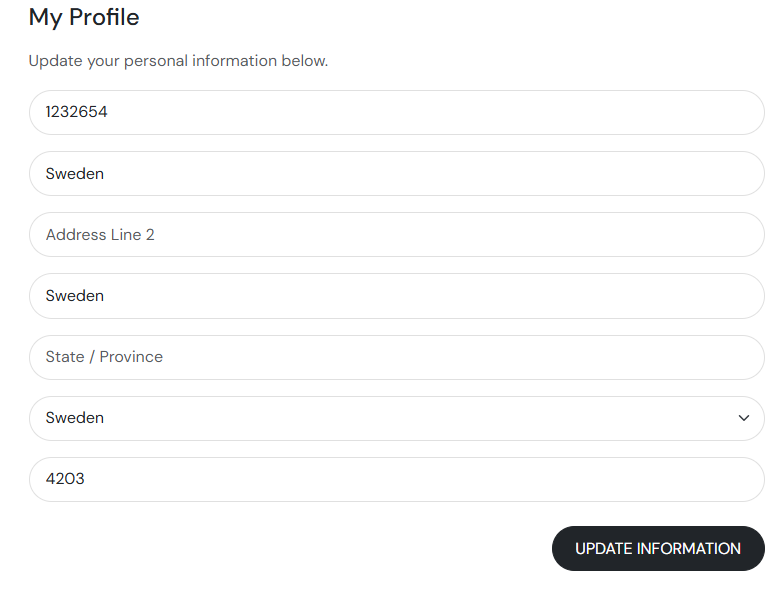 My Profile
Update your personal information below.
1232654
Sweden
Address Line 2
Sweden
State / Province
Sweden
4203
UPDATE INFORMATION